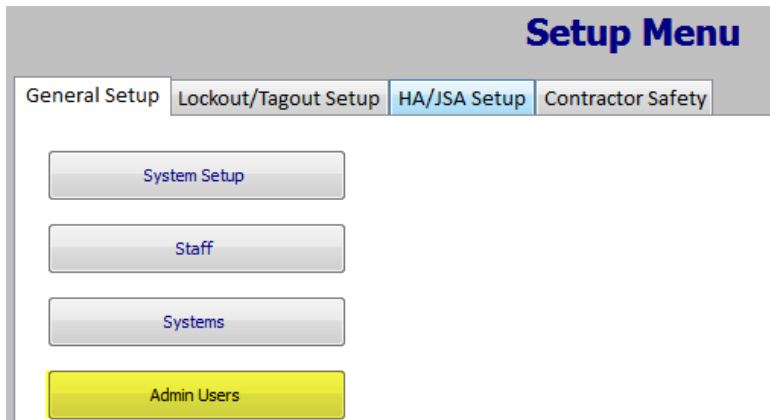 Setup Menu
General Setup Lockout/Tagout Setup HA/JSA Setup Contractor Safety
System Setup
Staff
Systems
Admin Users